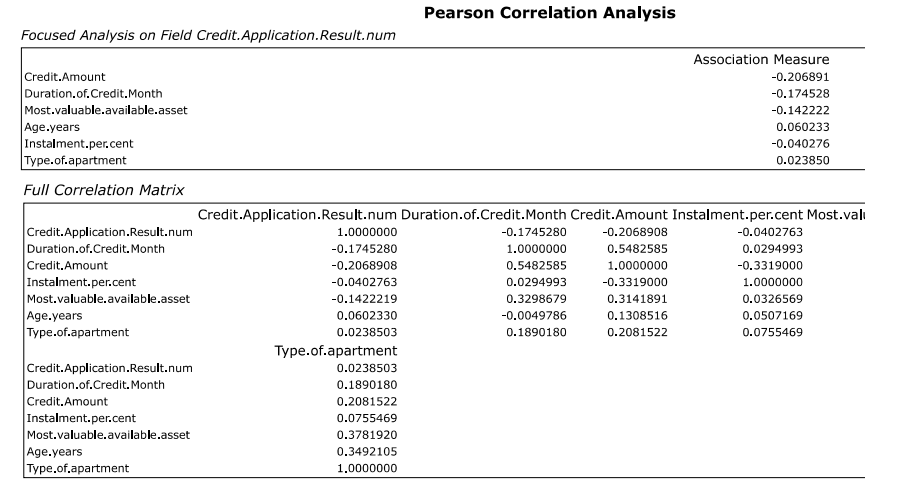 Pearson Correlation Analysis
Focused Analysis on Field Credit.Application.Result.num
Association Measure
Credit.Amount -0.206891
Duration.of.Credit.Month -0.174528
Most.valuable.available.asset -0.142222
Age.years 0.060233
Instalment.per.cent -0.040276
Type.of.apartment 0.023850
Full Correlation Matrix
Credit.Application.Result.num Duration.of.Credit.Month Credit.Amount Instalment.per.cent
Credit.Application.Result.num 1.0000000 -0.1745280 -0.2068908 -0.0402763
Duration.of.Credit.Month -0.1745280 1.0000000 0.5482585 0.0294993
Credit.Amount -0.2068908 0.5482585 1.0000000 -0.3319000
Instalment.per.cent -0.0402763 0.0294993 -0.3319000 1.0000000
Most.valuable.available.asset -0.1422219 0.3298679 0.3141891 0.0326569
Age.years 0.0602330 -0.0049786 0.1308516 0.0507169
Type.of.apartment 0.0238503 0.1890180 0.2081522 0.0755469
Type.of.apartment
Credit.Application.Result.num 0.0238503
Duration.of.Credit.Month 0.1890180
Credit.Amount 0.2081522
Instalment.per.cent 0.0755469
Most.valuable.available.asset 0.3781920
Age.years 0.3492105
Type.of.apartment 1.0000000